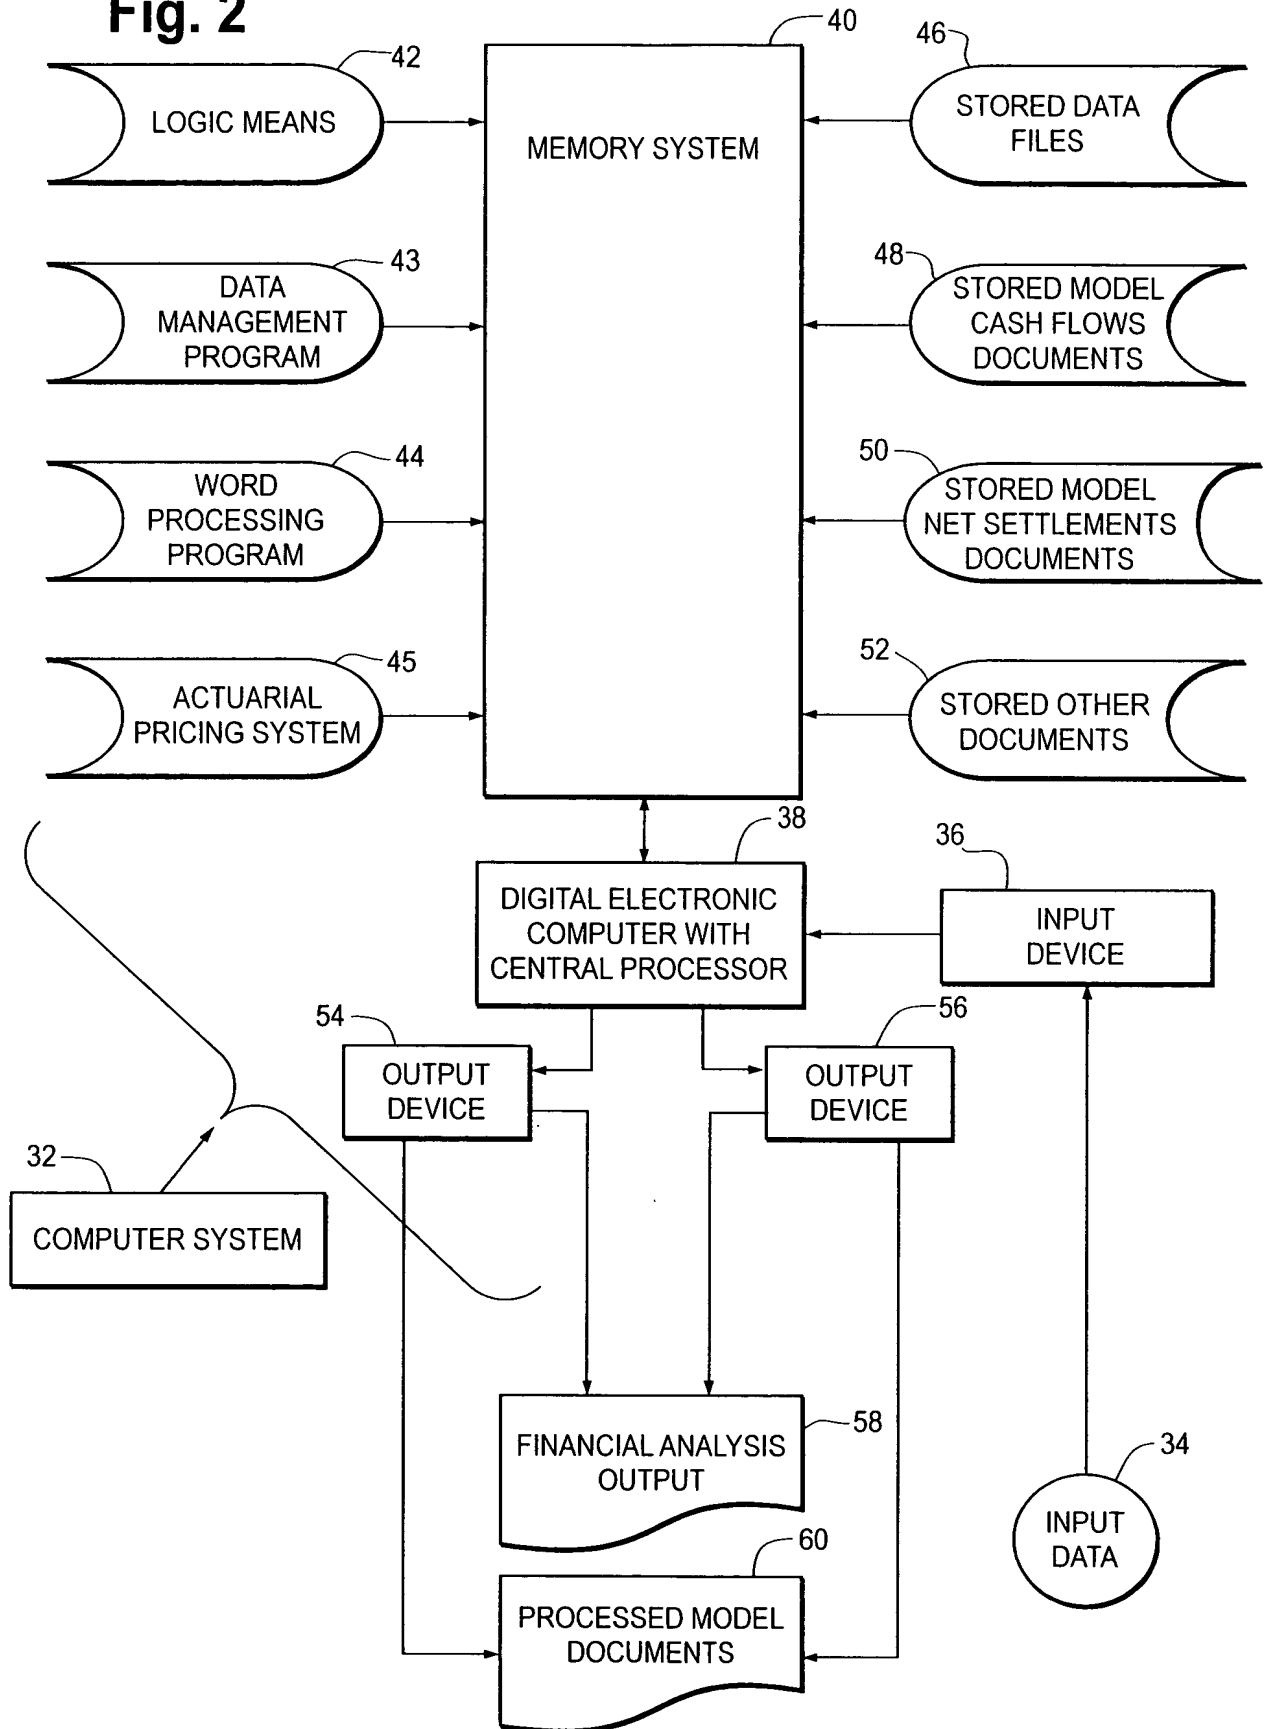 Fig. 2
40
46
42
LOGIC MEANS
MEMORY SYSTEM
STORED DATA
FILES
43
DATA
MANAGEMENT
PROGRAM
48
STORED MODEL
CASH FLOWS
DOCUMENTS
44
WORD
PROCESSING
PROGRAM
50
STORED MODEL
NET SETTLEMENTS
DOCUMENTS
45
ACTUARIAL
PRICING SYSTEM
52
STORED OTHER
DOCUMENTS
38
DIGITAL ELECTRONIC
COMPUTER WITH
CENTRAL PROCESSOR
36
INPUT
DEVICE
54
OUTPUT
DEVICE
56
OUTPUT
DEVICE
32
COMPUTER SYSTEM
58
FINANCIAL ANALYSIS
OUTPUT
34
INPUT
DATA
60
PROCESSED MODEL
DOCUMENTS